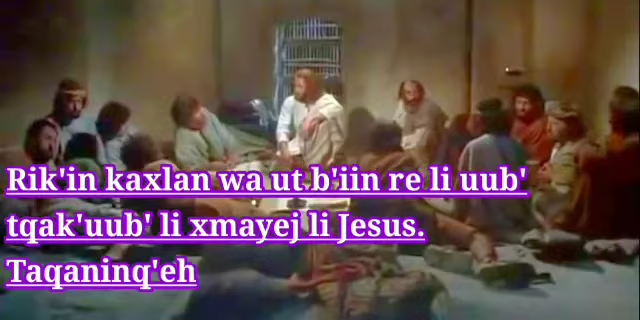 Rik'in kaxlan wa ut b'iin re li uub'
tqak'uub' li xmayej li Jesus.
Taqaninq'eh